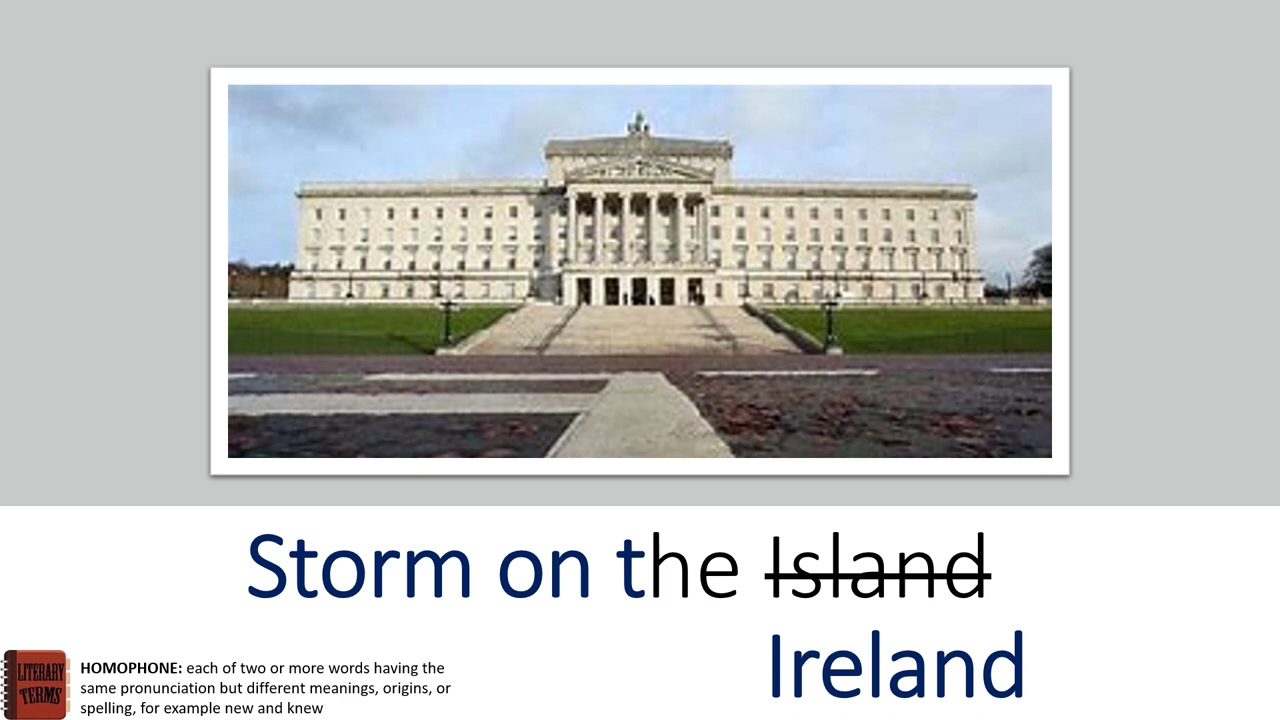 Storm on the Island
Ireland
LITERARY
TERMS
HOMOPHONE: each of two or more words having the
same pronunciation but different meanings, origins, or
spelling, for example new and knew